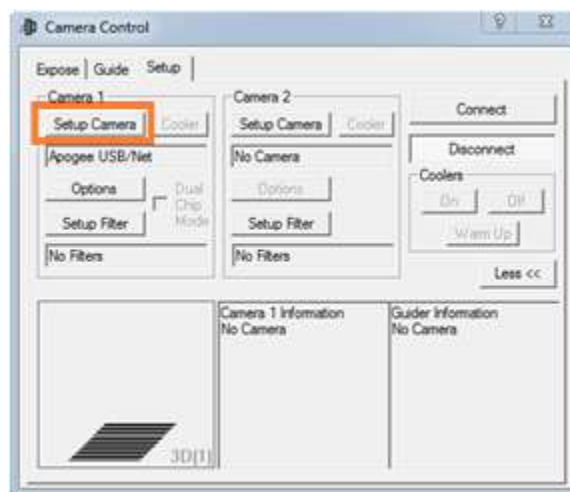 Camera Control
Expose Guide Setup
Camera 1
Setup Camera Cooler
Apogee USB/Net
Options Dual Chip Mode
Setup Filter
No Filters
Camera 2
Setup Camera Cooler
No Camera
Options
Setup Filter
No Filters
Connect
Disconnect
Coolers
On Off
Warm Up
Less <<
3D[1]
Camera 1 Information
No Camera
Guider Information
No Camera